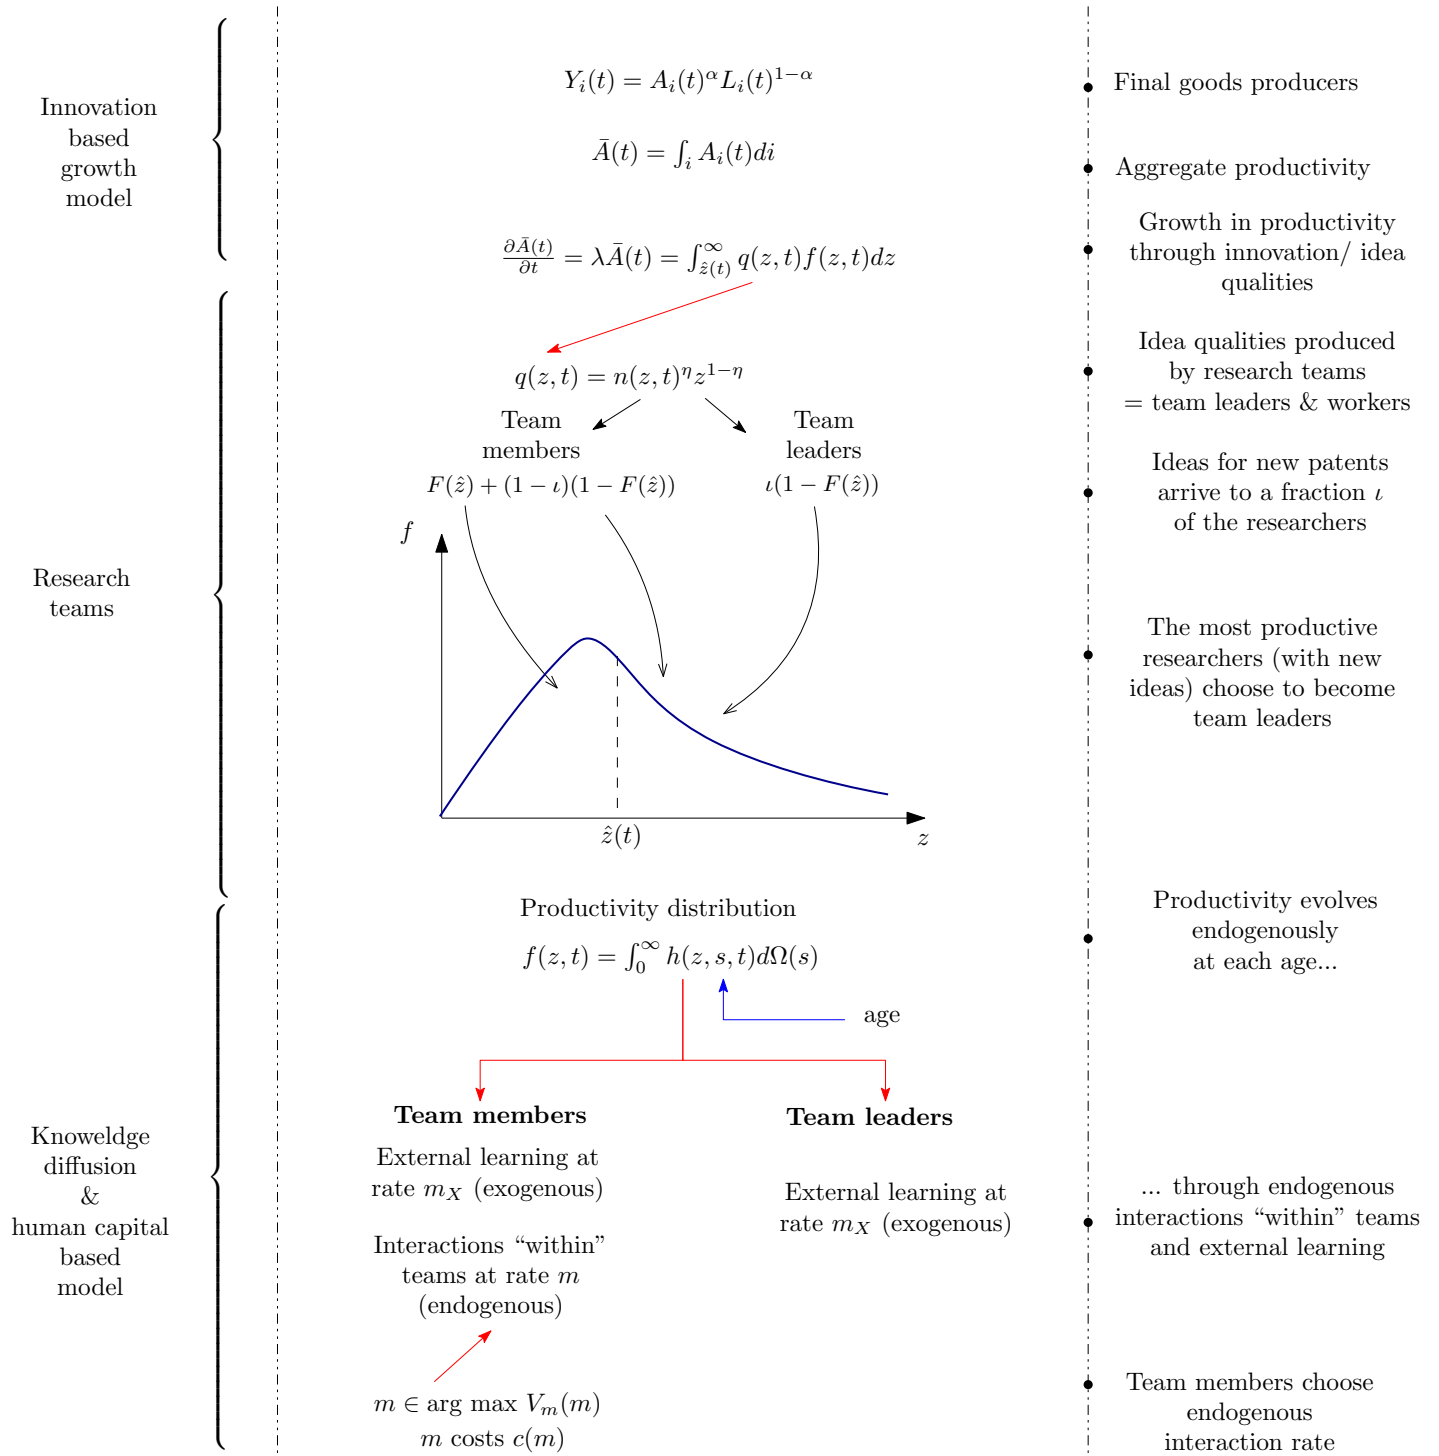 Innovation
based
growth
model
Y_i(t) = A_i(t)^α L_i(t)^{1−α}
Final goods producers
Ā(t) = ∫_i A_i(t)di
Aggregate productivity
∂Ā(t)/∂t = λĀ(t) = ∫_{ẑ(t)}^∞ q(z, t)f(z, t)dz
Growth in productivity
through innovation/ idea
qualities
Research
teams
q(z, t) = n(z, t)^η z^{1−η}
Idea qualities produced
by research teams
= team leaders & workers
Team
members
F(ẑ) + (1 − ι)(1 − F(ẑ))
Team
leaders
ι(1 − F(ẑ))
Ideas for new patents
arrive to a fraction ι
of the researchers
f
ẑ(t)
z
The most productive
researchers (with new
ideas) choose to become
team leaders
Knoweldge
diffusion
&
human capital
based
model
Productivity distribution
f(z, t) = ∫_0^∞ h(z, s, t)dΩ(s)
age
Productivity evolves
endogenously
at each age...
Team members
External learning at
rate m_X (exogenous)
Interactions “within”
teams at rate m
(endogenous)
m ∈ arg max V_m(m)
m costs c(m)
Team leaders
External learning at
rate m_X (exogenous)
... through endogenous
interactions “within” teams
and external learning
Team members choose
endogenous
interaction rate